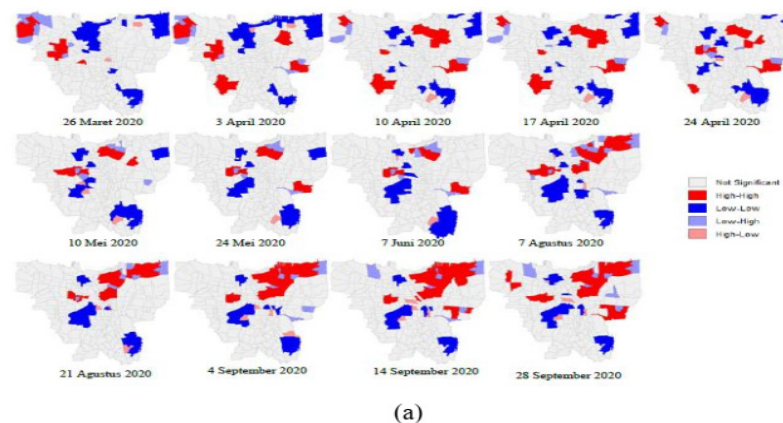 26 Maret 2020
3 April 2020
10 April 2020
17 April 2020
24 April 2020
10 Mei 2020
24 Mei 2020
7 Juni 2020
7 Agustus 2020
Not Significant
High-High
Low-Low
Low-High
High-Low
21 Agustus 2020
4 September 2020
14 September 2020
28 September 2020
(a)